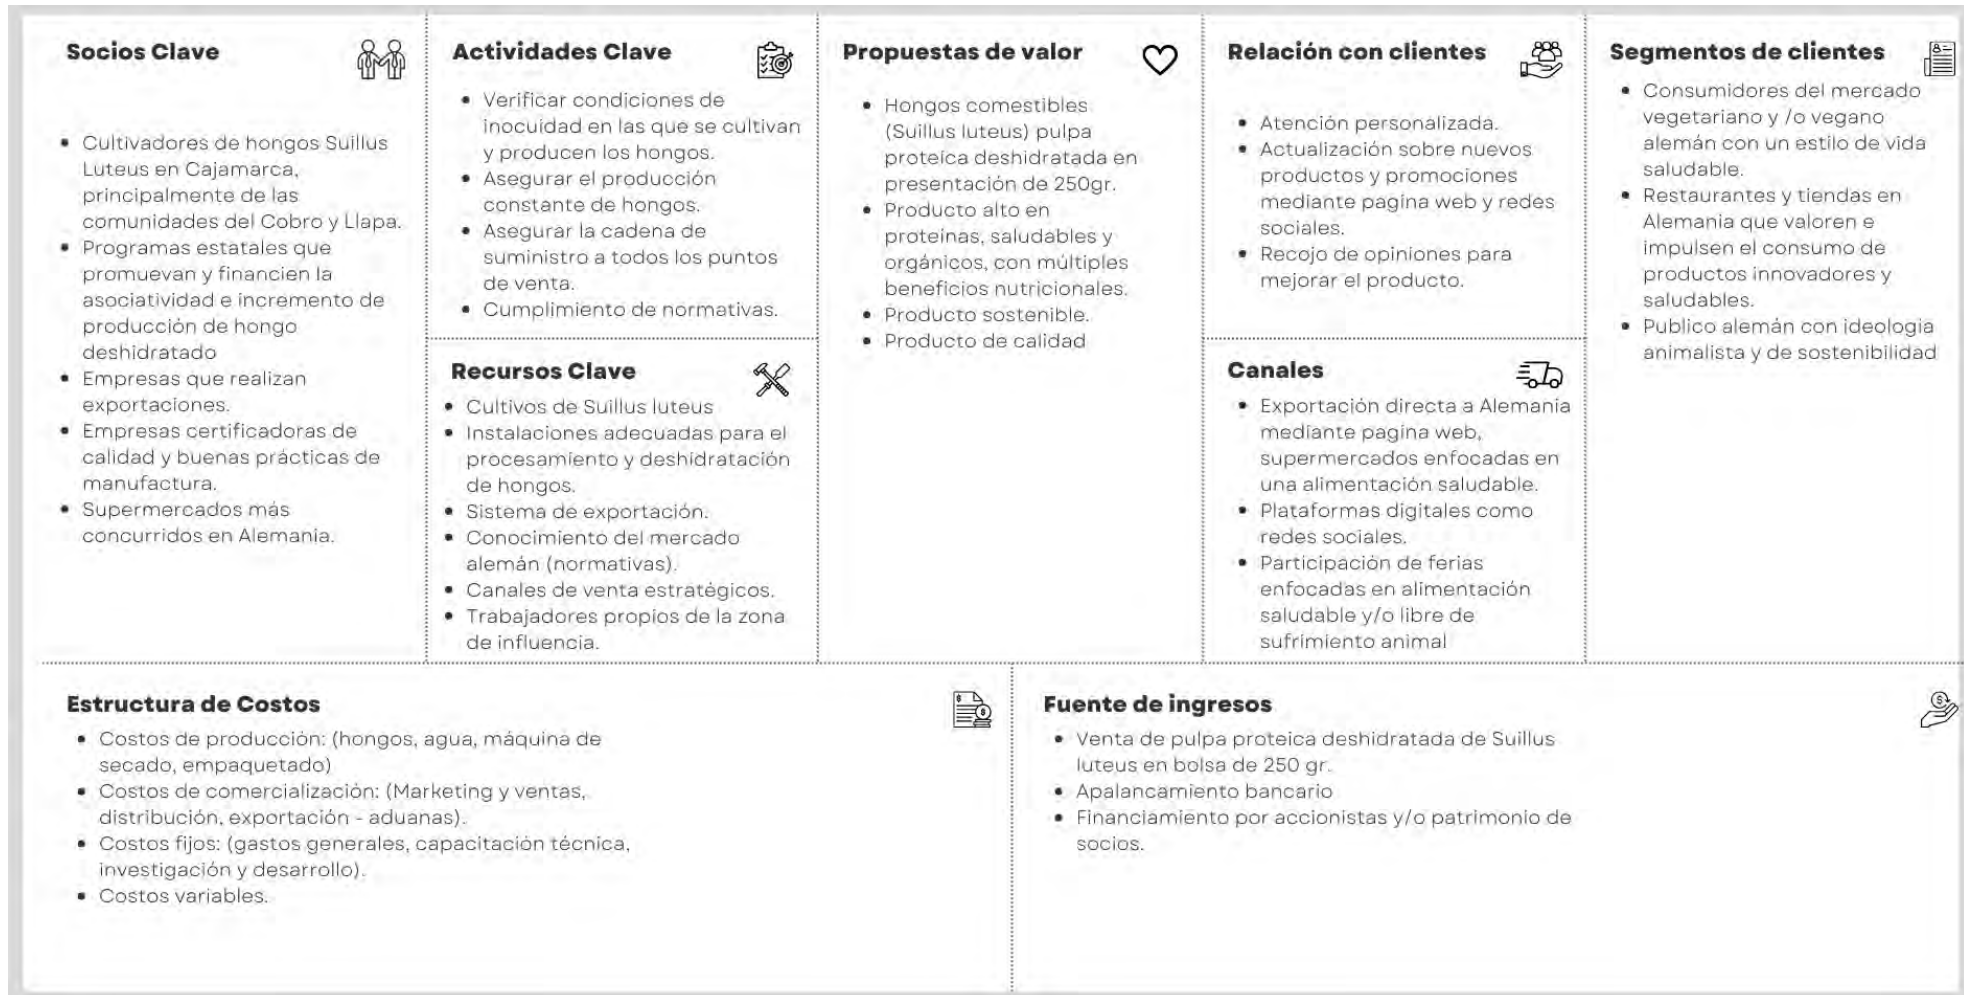 Socios Clave
Cultivadores de hongos Suillus
Luteus en Cajamarca,
principalmente de las
comunidades del Cobro y Llapa.
Programas estatales que
promuevan y financien la
asociatividad e incremento de
producción de hongo
deshidratado
Empresas que realizan
exportaciones.
Empresas certificadoras de
calidad y buenas prácticas de
manufactura.
Supermercados más
concurridos en Alemania.
Actividades Clave
Verificar condiciones de
inocuidad en las que se cultivan
y producen los hongos.
Asegurar el producción
constante de hongos.
Asegurar la cadena de
suministro a todos los puntos
de venta.
Cumplimiento de normativas.
Recursos Clave
Cultivos de Suillus luteus
Instalaciones adecuadas para el
procesamiento y deshidratación
de hongos.
Sistema de exportación.
Conocimiento del mercado
alemán (normativas).
Canales de venta estratégicos.
Trabajadores propios de la zona
de influencia.
Propuestas de valor
Hongos comestibles
(Suillus luteus) pulpa
proteica deshidratada en
presentación de 250gr.
Producto alto en
proteinas, saludables y
orgánicos, con múltiples
beneficios nutricionales.
Producto sostenible.
Producto de calidad
Relación con clientes
Atención personalizada.
Actualización sobre nuevos
productos y promociones
mediante pagina web y redes
sociales.
Recojo de opiniones para
mejorar el producto.
Canales
Exportación directa a Alemania
mediante pagina web,
supermercados enfocadas en
una alimentación saludable.
Plataformas digitales como
redes sociales.
Participación de ferias
enfocadas en alimentación
saludable y/o libre de
sufrimiento animal
Segmentos de clientes
Consumidores del mercado
vegetariano y /o vegano
alemán con un estilo de vida
saludable.
Restaurantes y tiendas en
Alemania que valoren e
impulsen el consumo de
productos innovadores y
saludables.
Publico alemán con ideologia
animalista y de sostenibilidad
Estructura de Costos
Costos de producción: (hongos, agua, máquina de
secado, empaquetado)
Costos de comercialización: (Marketing y ventas,
distribución, exportación - aduanas).
Costos fijos: (gastos generales, capacitación técnica,
investigación y desarrollo).
Costos variables.
Fuente de ingresos
Venta de pulpa proteica deshidratada de Suillus
luteus en bolsa de 250 gr.
Apalancamiento bancario
Financiamiento por accionistas y/o patrimonio de
socios.